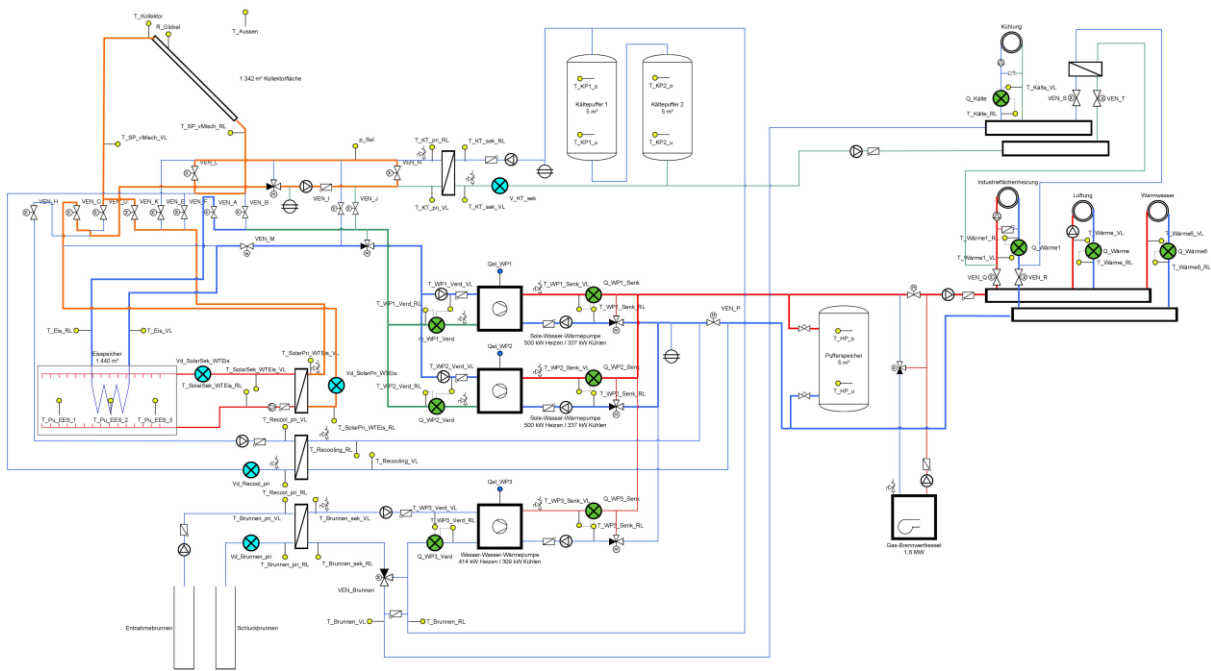 T_Kollektor
R_Global
T_Aussen
1.342 m² Kollektorfläche
T_SP_vMisch_RL
T_SP_vMisch_VL
p_Sol
T_KT_pri_RL
T_KT_sek_RL
T_KT_pri_VL
T_KT_sek_VL
V_KT_sek
T_KP1_o
Kältepuffer 1
5 m³
T_KP1_u
T_KP2_o
Kältepuffer 2
5 m³
T_KP2_u
Kühlung
T_Kälte_VL
Q_Kälte
T_Kälte_RL
VEN_S
VEN_T
VEN_L
VEN_N
VEN_H
VEN_C
VEN_D
VEN_K
VEN_E
VEN_F
VEN_A
VEN_B
VEN_I
VEN_J
VEN_M
Industrieflächenheizung
Lüftung
Warmwasser
T_Wärme1_R
T_Wärme1_VL
Q_Wärme1
T_Wärme_VL
Q_Wärme
T_Wärme_RL
T_Wärme6_VL
Q_Wärme6
T_Wärme6_RL
VEN_Q
VEN_R
Qel_WP1
T_WP1_Verd_VL
T_WP1_Verd_RL
Q_WP1_Verd
T_WP1_Senk_VL
Q_WP1_Senk
T_WP1_Senk_RL
Sole-Wasser-Wärmepumpe
500 kW Heizen / 337 kW Kühlen
VEN_P
T_Eis_RL
T_Eis_VL
Eisspeicher
1.440 m³
Vd_SolarSek_WTEis
T_SolarSek_WTEis_VL
T_SolarSek_WTEis_RL
T_SolarPri_WTEis_VL
Vd_SolarPri_WTEis
T_SolarPri_WTEis_RL
T_Pu_EES_1
T_Pu_EES_2
T_Pu_EES_3
Qel_WP2
T_WP2_Verd_VL
T_WP2_Verd_RL
Q_WP2_Verd
T_WP2_Senk_VL
Q_WP2_Senk
T_WP2_Senk_RL
Sole-Wasser-Wärmepumpe
500 kW Heizen / 337 kW Kühlen
T_HP_o
Pufferspeicher
5 m³
T_HP_u
T_Recool_pri_VL
T_Recooling_RL
T_Recooling_VL
Vd_Recool_pri
T_Recool_pri_RL
Qel_WP3
T_WP3_Verd_VL
T_WP3_Verd_RL
Q_WP3_Verd
T_WP3_Senk_VL
Q_WP3_Senk
T_WP3_Senk_RL
Wasser-Wasser-Wärmepumpe
414 kW Heizen / 309 kW Kühlen
Gas-Brennwertkessel
1,6 MW
T_Brunnen_pri_VL
T_Brunnen_sek_VL
Vd_Brunnen_pri
T_Brunnen_pri_RL
T_Brunnen_sek_RL
VEN_Brunnen
T_Brunnen_VL
T_Brunnen_RL
Entnahmebrunnen
Schluckbrunnen